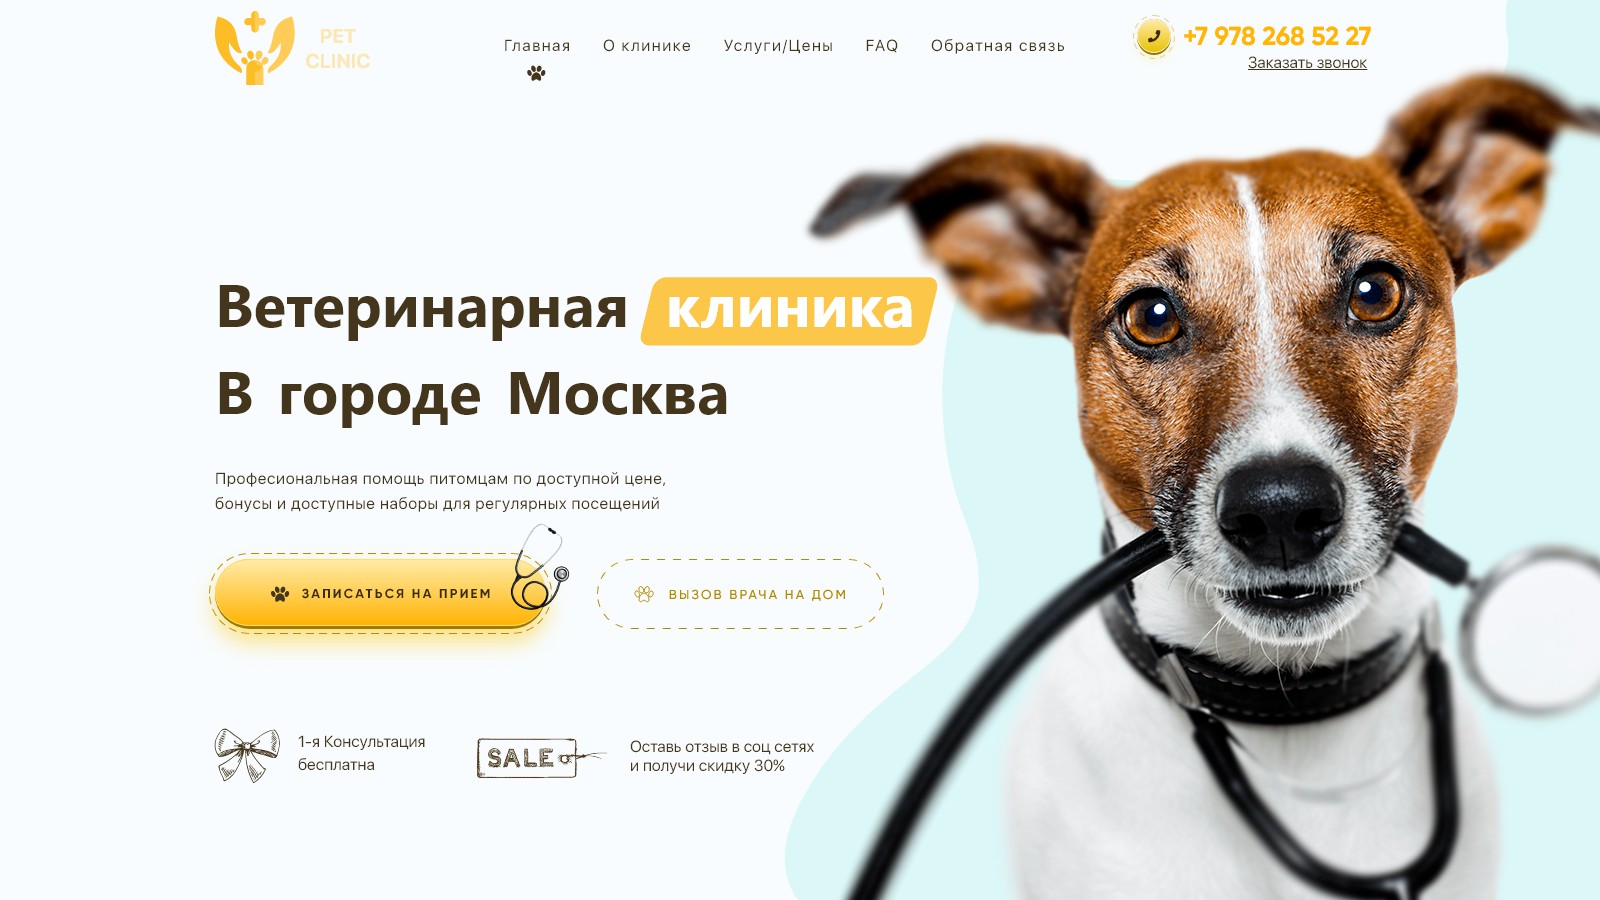 PET
CLINIC
Главная
О клинике
Услуги/Цены
FAQ
Обратная связь
+7 978 268 52 27
Заказать звонок
Ветеринарная клиника
В городе Москва
Професиональная помощь питомцам по доступной цене,
бонусы и доступные наборы для регулярных посещений
ЗАПИСАТЬСЯ НА ПРИЕМ
ВЫЗОВ ВРАЧА НА ДОМ
1-я Консультация
бесплатна
SALE
Оставь отзыв в соц сетях
и получи скидку 30%